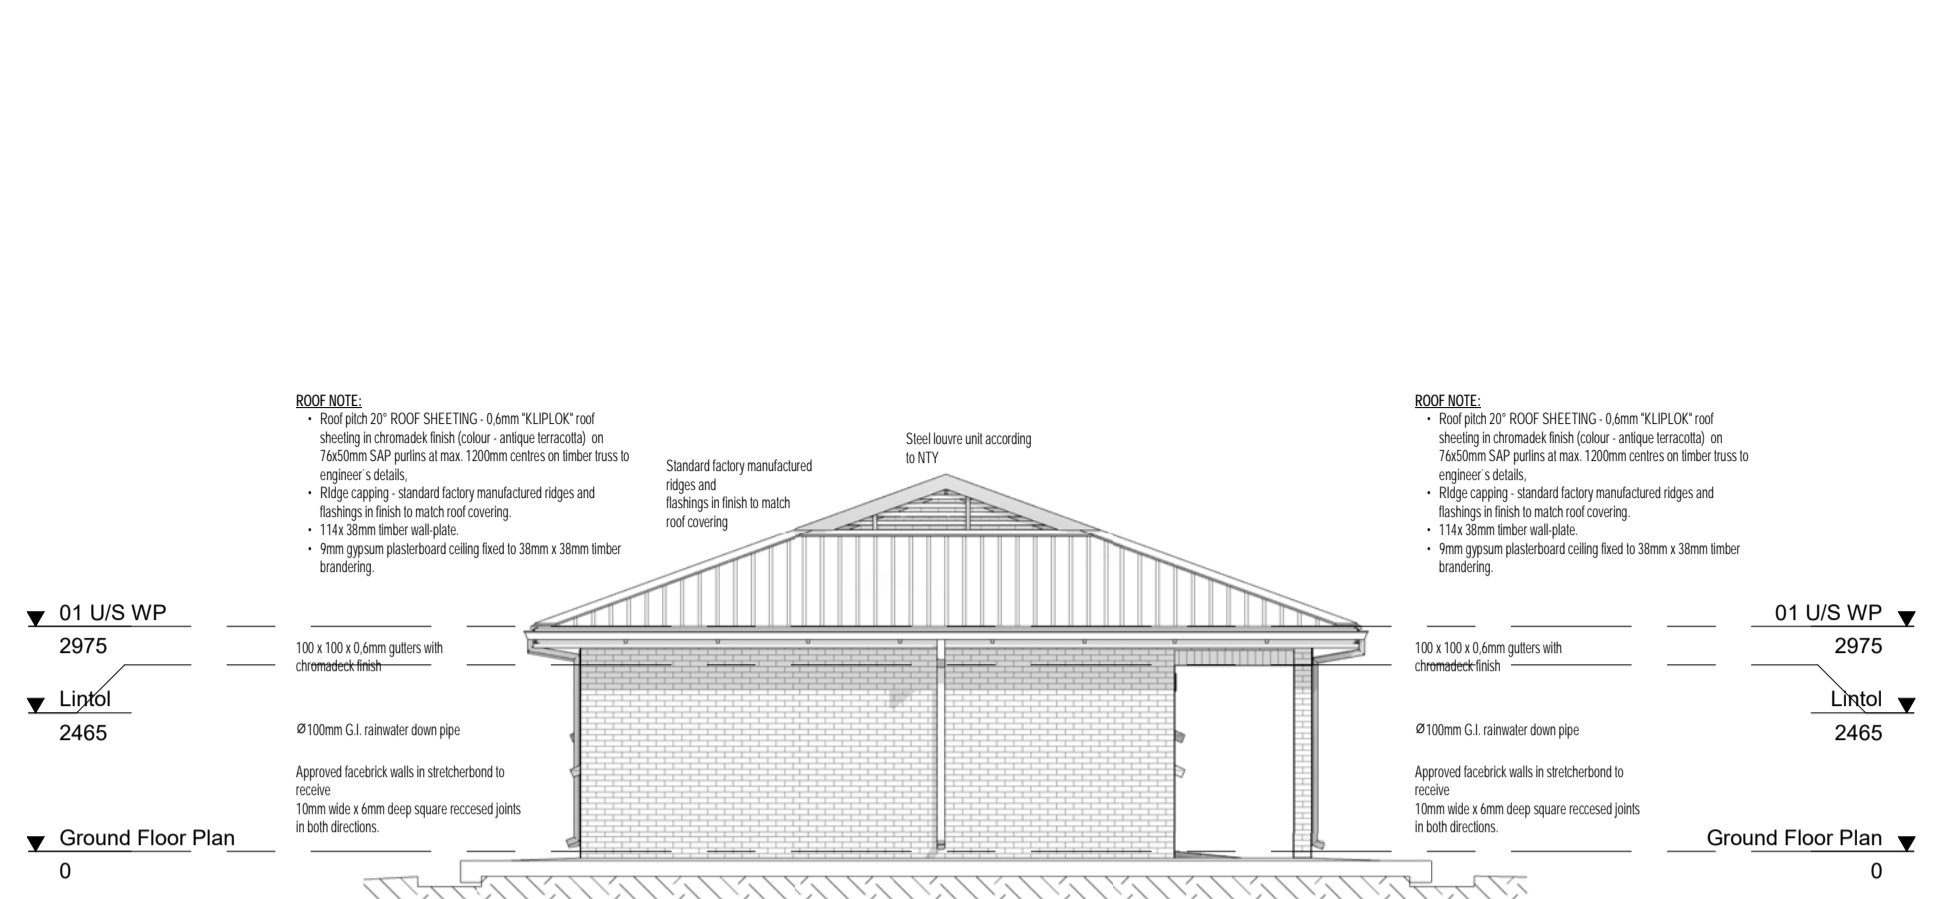 ROOF NOTE:
• Roof pitch 20° ROOF SHEETING - 0,6mm "KLIPLOK" roof
sheeting in chromadek finish (colour - antique terracotta) on
76x50mm SAP purlins at max. 1200mm centres on timber truss to
engineer`s details,
• RIdge capping - standard factory manufactured ridges and
flashings in finish to match roof covering.
• 114x 38mm timber wall-plate.
• 9mm gypsum plasterboard ceiling fixed to 38mm x 38mm timber
brandering.
Standard factory manufactured
ridges and
flashings in finish to match
roof covering
Steel louvre unit according
to NTY
ROOF NOTE:
• Roof pitch 20° ROOF SHEETING - 0,6mm "KLIPLOK" roof
sheeting in chromadek finish (colour - antique terracotta) on
76x50mm SAP purlins at max. 1200mm centres on timber truss to
engineer`s details,
• RIdge capping - standard factory manufactured ridges and
flashings in finish to match roof covering.
• 114x 38mm timber wall-plate.
• 9mm gypsum plasterboard ceiling fixed to 38mm x 38mm timber
brandering.
01 U/S WP
2975
Lintol
2465
Ground Floor Plan
0
100 x 100 x 0,6mm gutters with
chromadeck finish
Ø100mm G.I. rainwater down pipe
Approved facebrick walls in stretcherbond to
receive
10mm wide x 6mm deep square reccesed joints
in both directions.
100 x 100 x 0,6mm gutters with
chromadeck finish
Ø100mm G.I. rainwater down pipe
Approved facebrick walls in stretcherbond to
receive
10mm wide x 6mm deep square reccesed joints
in both directions.
01 U/S WP
2975
Lintol
2465
Ground Floor Plan
0